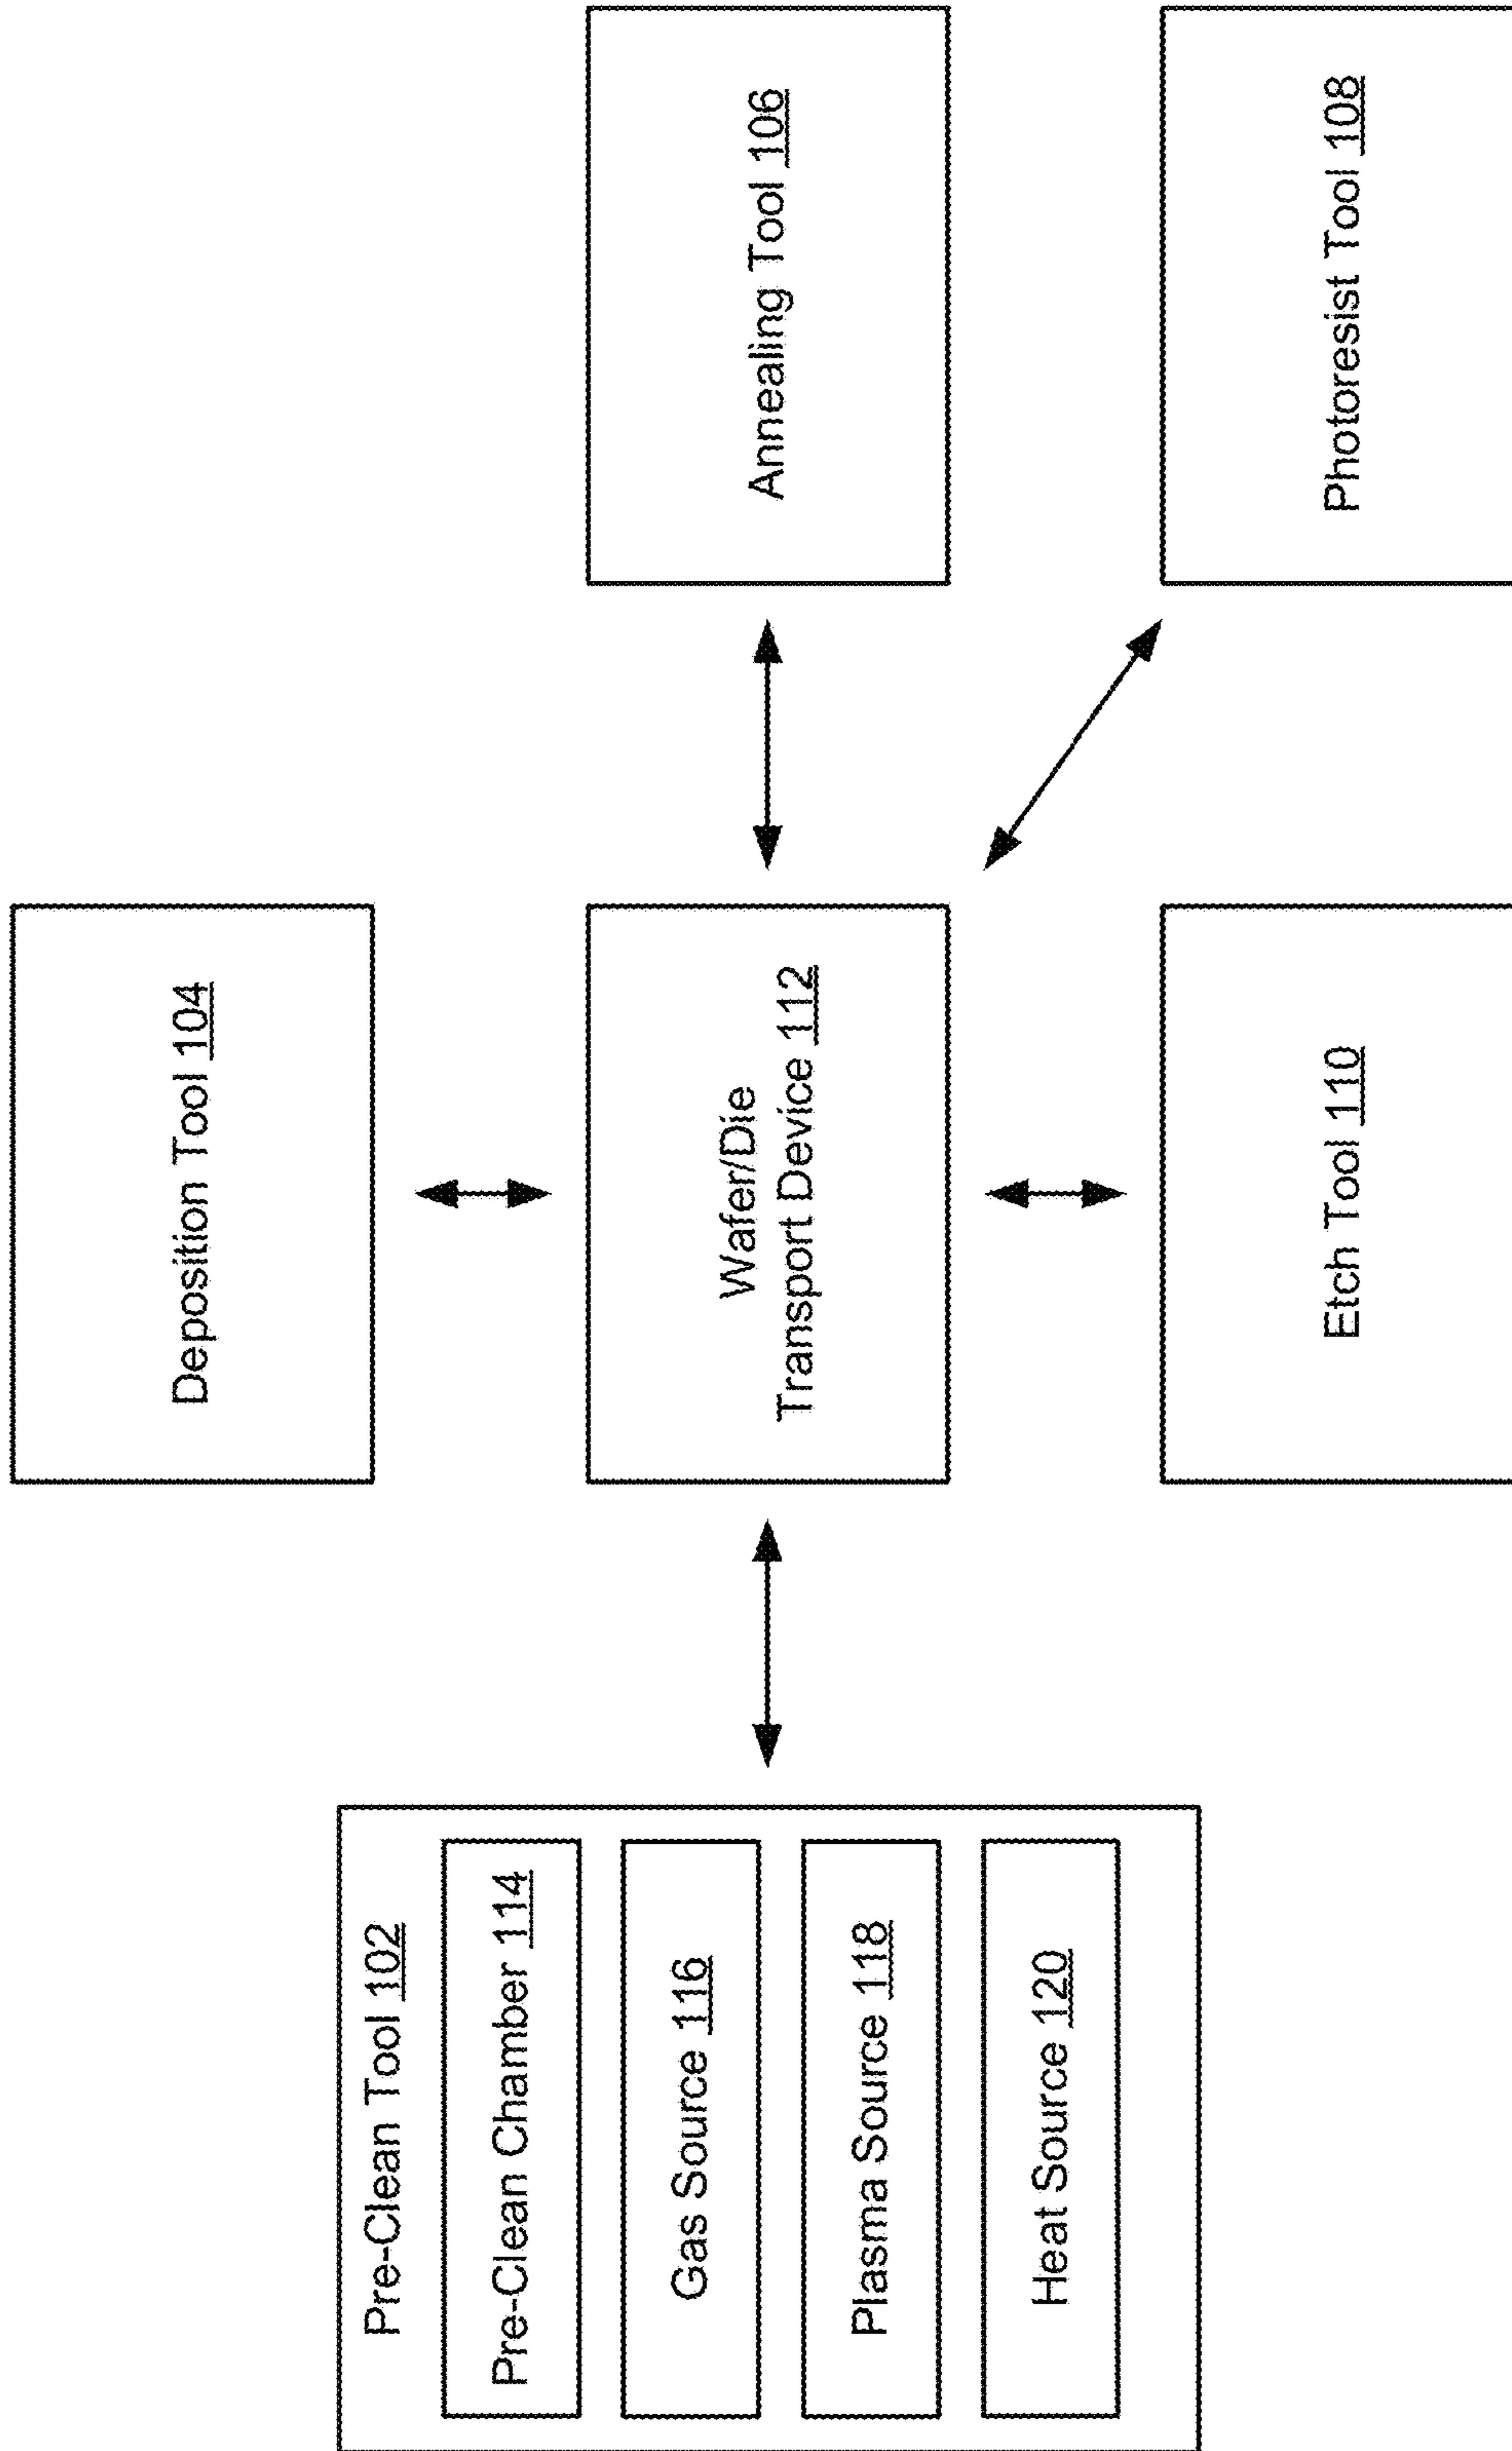 Pre-Clean Tool 102
Pre-Clean Chamber 114
Gas Source 116
Plasma Source 118
Heat Source 120
Deposition Tool 104
Wafer/Die
Transport Device 112
Etch Tool 110
Annealing Tool 106
Photoresist Tool 108